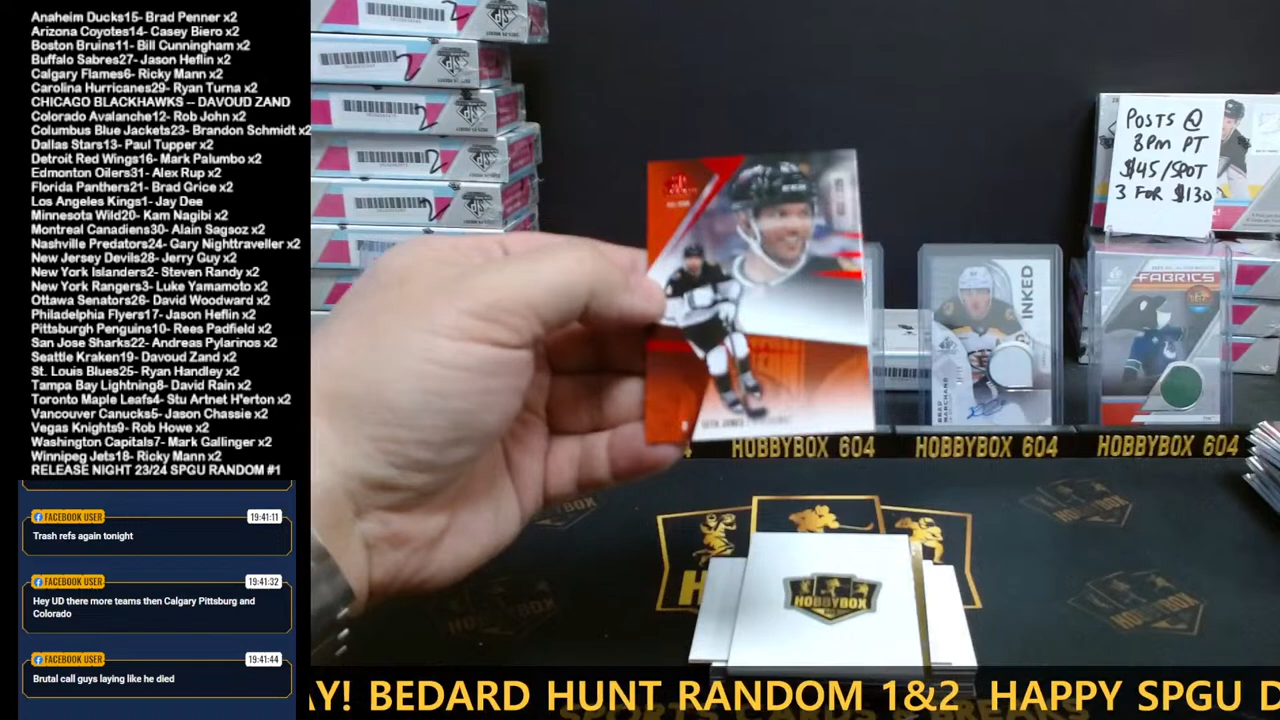 Anaheim Ducks15- Brad Penner x2
Arizona Coyotes14- Casey Biero x2
Boston Bruins11- Bill Cunningham x2
Buffalo Sabres27- Jason Heflin x2
Calgary Flames6- Ricky Mann x2
Carolina Hurricanes29- Ryan Turna x2
CHICAGO BLACKHAWKS -- DAVOUD ZAND
Colorado Avalanche12- Rob John x2
Columbus Blue Jackets23- Brandon Schmidt x2
Dallas Stars13- Paul Tupper x2
Detroit Red Wings16- Mark Palumbo x2
Edmonton Oilers31- Alex Rup x2
Florida Panthers21- Brad Grice x2
Los Angeles Kings1- Jay Dee
Minnesota Wild20- Kam Nagibi x2
Montreal Canadiens30- Alain Sagsoz x2
Nashville Predators24- Gary Nighttraveller x2
New Jersey Devils28- Jerry Guy x2
New York Islanders2- Steven Randy x2
New York Rangers3- Luke Yamamoto x2
Ottawa Senators26- David Woodward x2
Philadelphia Flyers17- Jason Heflin x2
Pittsburgh Penguins10- Rees Padfield x2
San Jose Sharks22- Andreas Pylarinos x2
Seattle Kraken19- Davoud Zand x2
St. Louis Blues25- Ryan Handley x2
Tampa Bay Lightning8- David Rain x2
Toronto Maple Leafs4- Stu Artnet H'erton x2
Vancouver Canucks5- Jason Chassie x2
Vegas Knights9- Rob Howe x2
Washington Capitals7- Mark Gallinger x2
Winnipeg Jets18- Ricky Mann x2
RELEASE NIGHT 23/24 SPGU RANDOM #1
FACEBOOK USER
19:41:11
Trash refs again tonight
FACEBOOK USER
19:41:32
Hey UD there more teams then Calgary Pittsburg and
Colorado
FACEBOOK USER
19:41:44
Brutal call guys laying like he died
POSTS @
8PM PT
$45/SPOT
3 FOR $130
INKED
FABRICS
HOBBYBOX 604
HOBBYBOX 604
HOBBYBOX 604
HOBBYBOX
AY! BEDARD HUNT RANDOM 1&2 HAPPY SPGU D